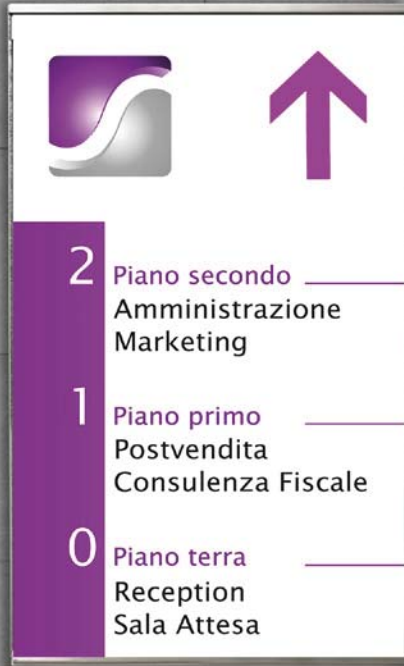 2 Piano secondo
Amministrazione
Marketing
1 Piano primo
Postvendita
Consulenza Fiscale
0 Piano terra
Reception
Sala Attesa